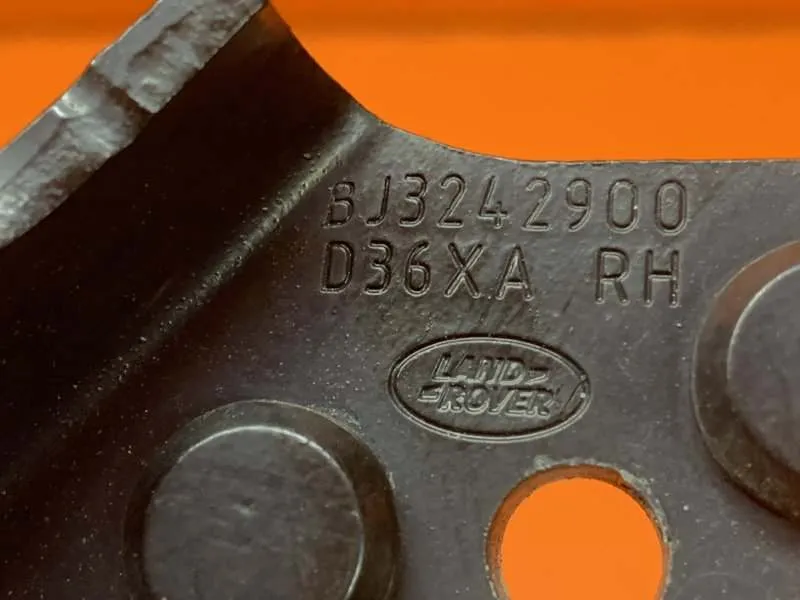 BJ3242900
D36XA RH
LAND
ROVER